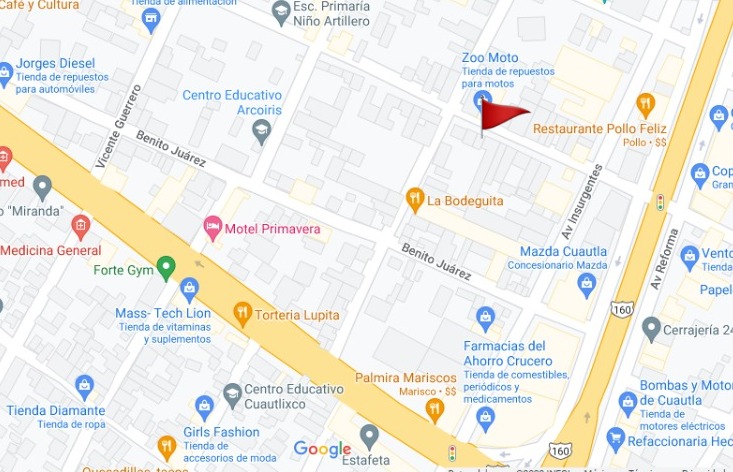 Café y Cultura
Tienda de alimentación
Esc. Primaría
Niño Artillero
Jorges Diesel
Tienda de repuestos
para automóviles
Zoo Moto
Tienda de repuestos
para motos
Centro Educativo
Arcoiris
Vicente Guerrero
Benito Juárez
Restaurante Pollo Feliz
Pollo • $$
Cop
Gran
med
o "Miranda"
La Bodeguita
Av Insurgentes
Motel Primavera
Medicina General
Forte Gym
Benito Juárez
Mazda Cuautla
Concesionario Mazda
Av Reforma
Vento
Tienda
Papel
Mass- Tech Lion
Tienda de vitaminas
y suplementos
Torteria Lupita
160
Farmacias del
Ahorro Crucero
Tienda de comestibles,
periódicos y
medicamentos
Cerrajería 24
Palmira Mariscos
Marisco • $$
Centro Educativo
Cuautlixco
Tienda Diamante
Tienda de ropa
Girls Fashion
Tienda de
accesorios de moda
Bombas y Motor
de Cuautla
Tienda de
motores eléctricos
Refaccionaria Hec
Google
Estafeta
160